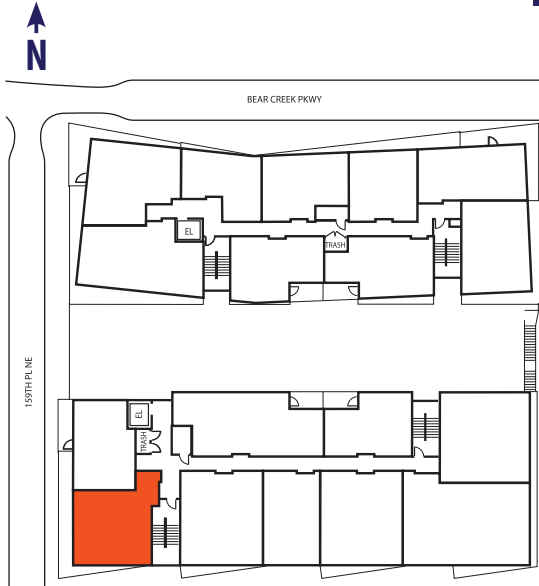 N
BEAR CREEK PKWY
EL
TRASH
159TH PL NE
EL
TRASH